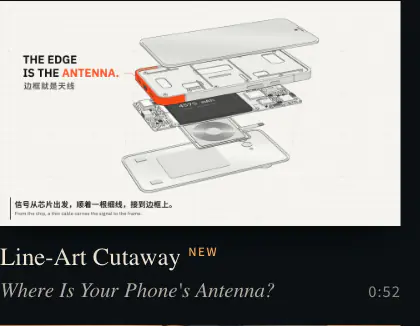 THE EDGE
IS THE ANTENNA.
边框就是天线
4575 mAh
信号从芯片出发，顺着一根细线，接到边框上。
From the chip, a thin cable carries the signal to the frame.
Line-Art Cutaway NEW
Where Is Your Phone's Antenna?
0:52